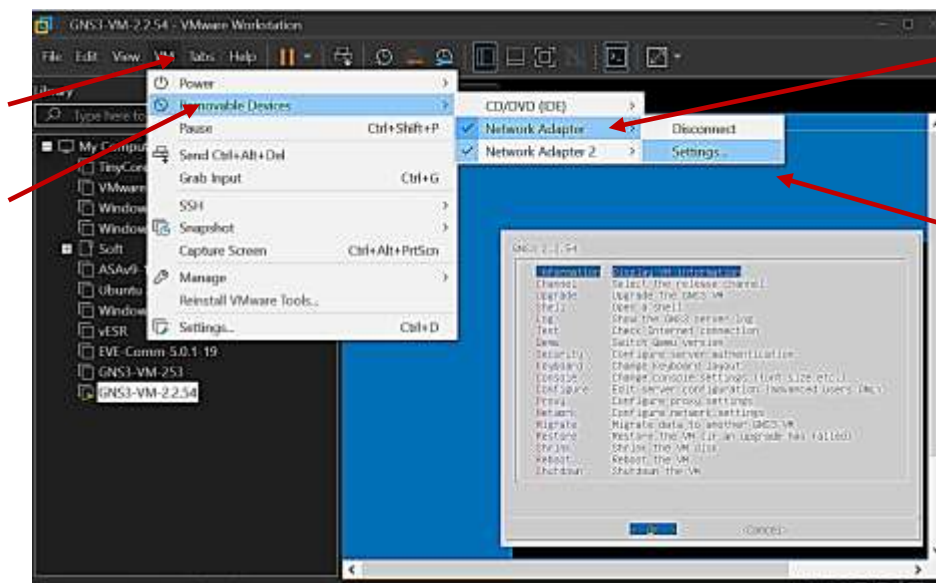 GNS3-VM-2.2.54 - VMware Workstation
File Edit View VM Tabs Help
Library
Type here to
My Compu
TinyCore
VMware
Window
Window
Soft
ASAv9-
Ubuntu
Window
vESR
EVE-Comm-5.0.1-19
GNS3-VM-253
GNS3-VM-2.2.54
Power
Removable Devices
Pause Ctrl+Shift+P
Send Ctrl+Alt+Del
Grab Input Ctrl+G
SSH
Snapshot
Capture Screen Ctrl+Alt+PrtScn
Manage
Reinstall VMware Tools...
Settings... Ctrl+D
CD/DVD (IDE)
Network Adapter
Network Adapter 2
Disconnect
Settings...
GNS3 2.2.54
Information Display VM information
Channel Select the release channel
Upgrade Upgrade the GNS3 VM
Shell Open a shell
Log Show the GNS3 server log
Test Check Internet connection
Qemu Switch Qemu version
Security Configure server authentication
Keyboard Change keyboard layout
Console Change console settings (font size etc.)
Configure Edit server configuration (advanced users ONLY)
Proxy Configure proxy settings
Network Configure network settings
Migrate Migrate data to another GNS3 VM
Restore Restore the VM (if an upgrade has failed)
Shrink Shrink the VM disk
Reboot Reboot the VM
Shutdown Shutdown the VM
<Cancel>